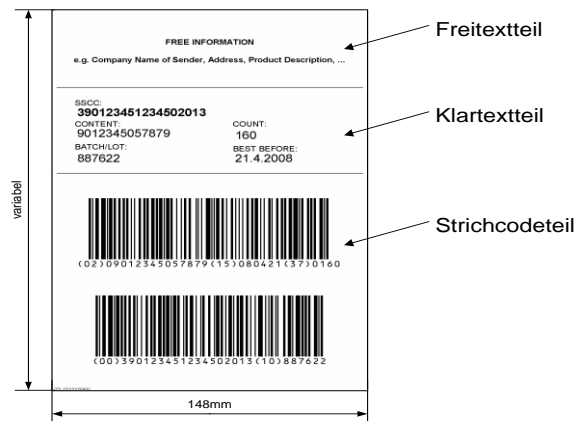 FREE INFORMATION
e.g. Company Name of Sender, Address, Product Description, ...
Freitextteil
SSCC:
390123451234502013
CONTENT: COUNT:
9012345057879 160
BATCH/LOT: BEST BEFORE:
887622 21.4.2008
Klartextteil
variabel
(02)09012345057879(15)080421(37)0160
Strichcodeteil
(00)390123451234502013(10)887622
148mm